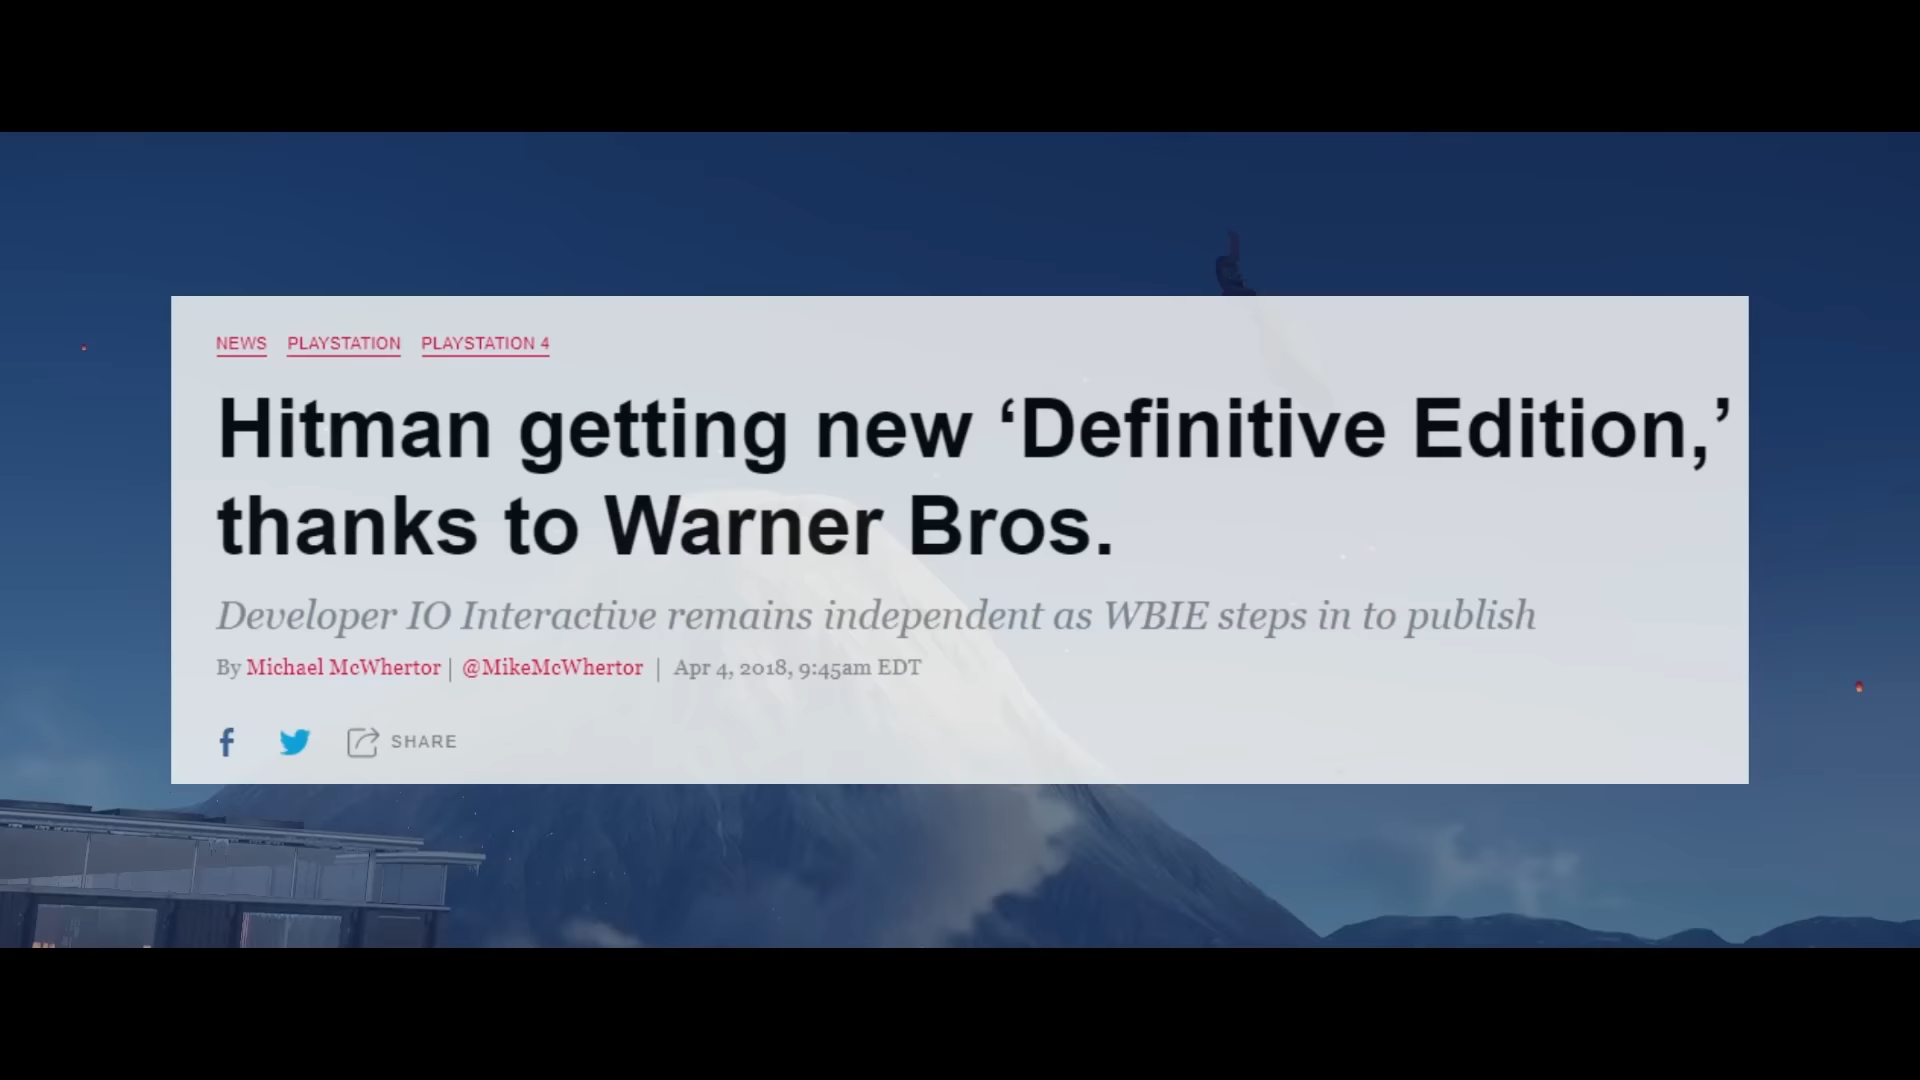 NEWS PLAYSTATION PLAYSTATION 4
Hitman getting new ‘Definitive Edition,’
thanks to Warner Bros.
Developer IO Interactive remains independent as WBIE steps in to publish
By Michael McWhertor | @MikeMcWhertor | Apr 4, 2018, 9:45am EDT
SHARE